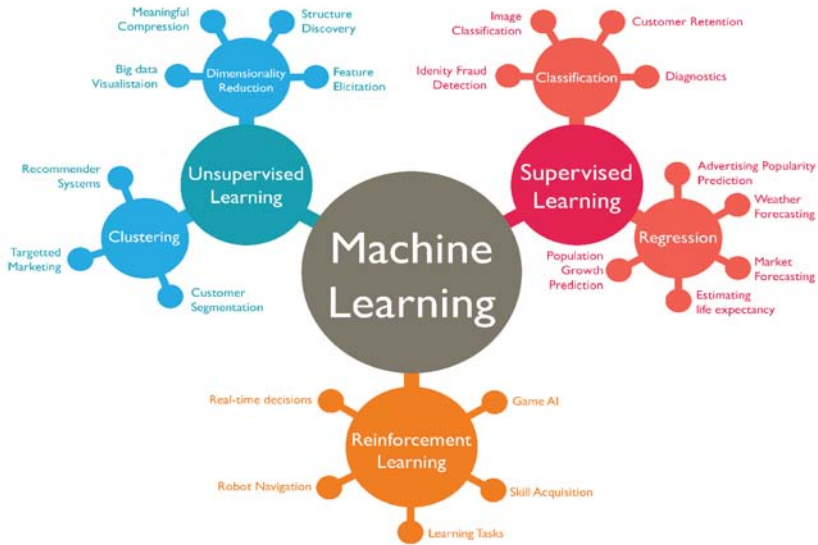 Meaningful
Compression
Structure
Discovery
Big data
Visualistaion
Dimensionality
Reduction
Feature
Elicitation
Unsupervised
Learning
Recommender
Systems
Clustering
Targetted
Marketing
Customer
Segmentation
Machine
Learning
Image
Classification
Customer Retention
Idenity Fraud
Detection
Classification
Diagnostics
Supervised
Learning
Advertising Popularity
Prediction
Weather
Forecasting
Regression
Population
Growth
Prediction
Market
Forecasting
Estimating
life expectancy
Real-time decisions
Game AI
Reinforcement
Learning
Robot Navigation
Skill Acquisition
Learning Tasks